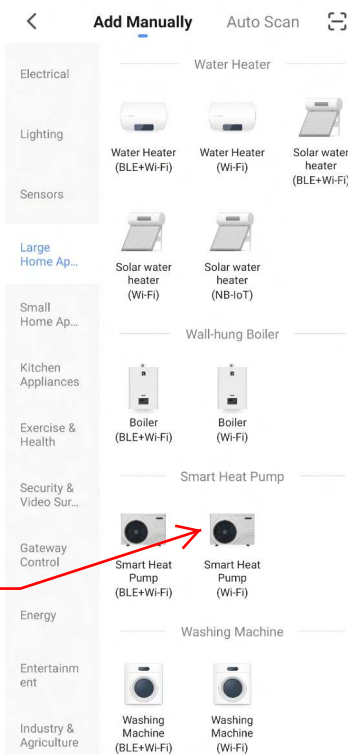 Add Manually
Auto Scan
Electrical
Lighting
Sensors
Large
Home Ap...
Small
Home Ap...
Kitchen
Appliances
Exercise &
Health
Security &
Video Sur...
Gateway
Control
Energy
Entertainm
ent
Industry &
Agriculture
Water Heater
Water Heater
(BLE+Wi-Fi)
Water Heater
(Wi-Fi)
Solar water
heater
(BLE+Wi-Fi)
Solar water
heater
(Wi-Fi)
Solar water
heater
(NB-IoT)
Wall-hung Boiler
Boiler
(BLE+Wi-Fi)
Boiler
(Wi-Fi)
Smart Heat Pump
Smart Heat
Pump
(BLE+Wi-Fi)
Smart Heat
Pump
(Wi-Fi)
Washing Machine
Washing
Machine
(BLE+Wi-Fi)
Washing
Machine
(Wi-Fi)